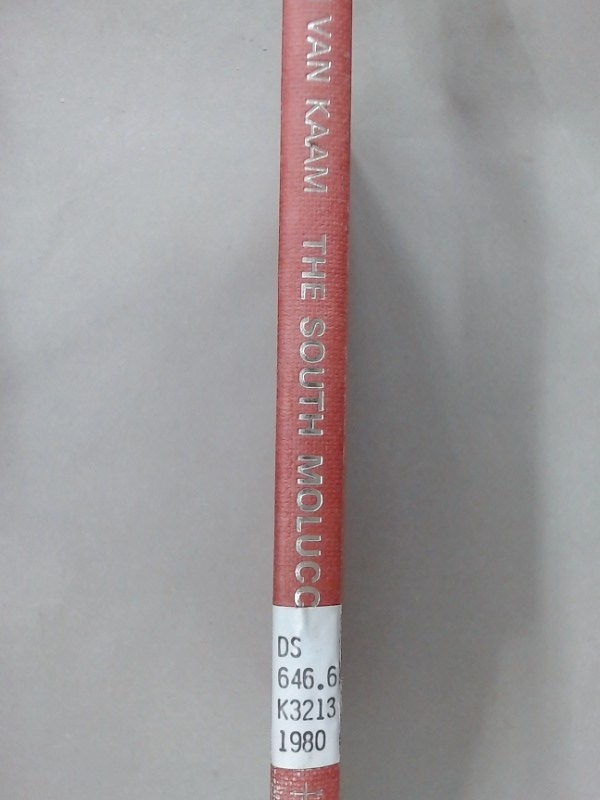 VAN KAAM THE SOUTH MOLUCC
DS
646.6
K3213
1980